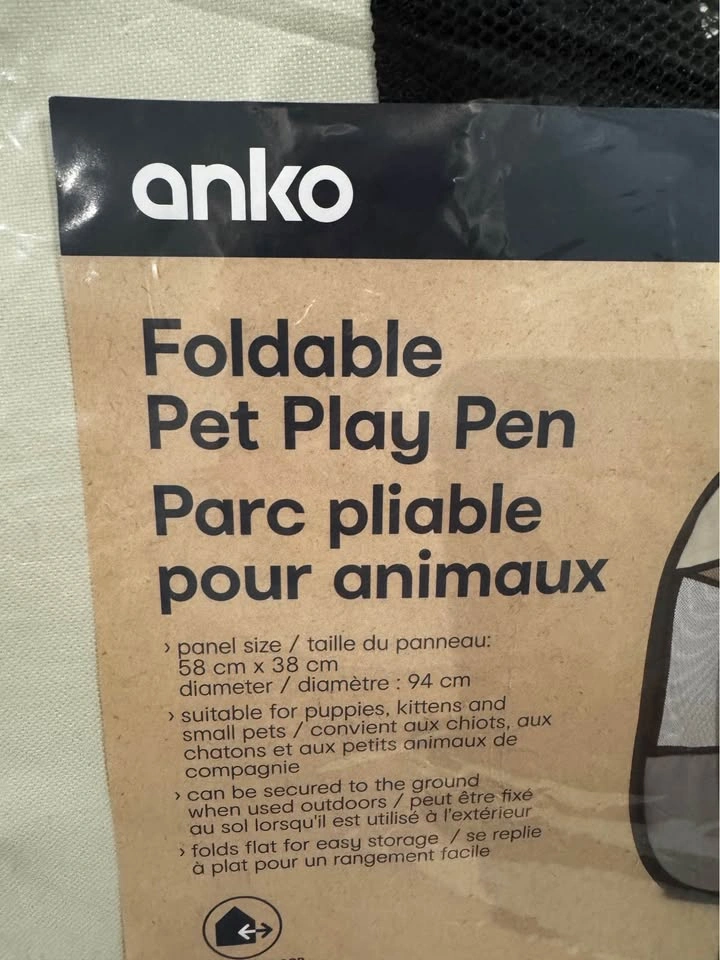 anko
Foldable
Pet Play Pen
Parc pliable
pour animaux
› panel size / taille du panneau:
58 cm x 38 cm
diameter / diamètre : 94 cm
› suitable for puppies, kittens and
small pets / convient aux chiots, aux
chatons et aux petits animaux de
compagnie
› can be secured to the ground
when used outdoors / peut être fixé
au sol lorsqu'il est utilisé à l'extérieur
› folds flat for easy storage / se replie
à plat pour un rangement facile